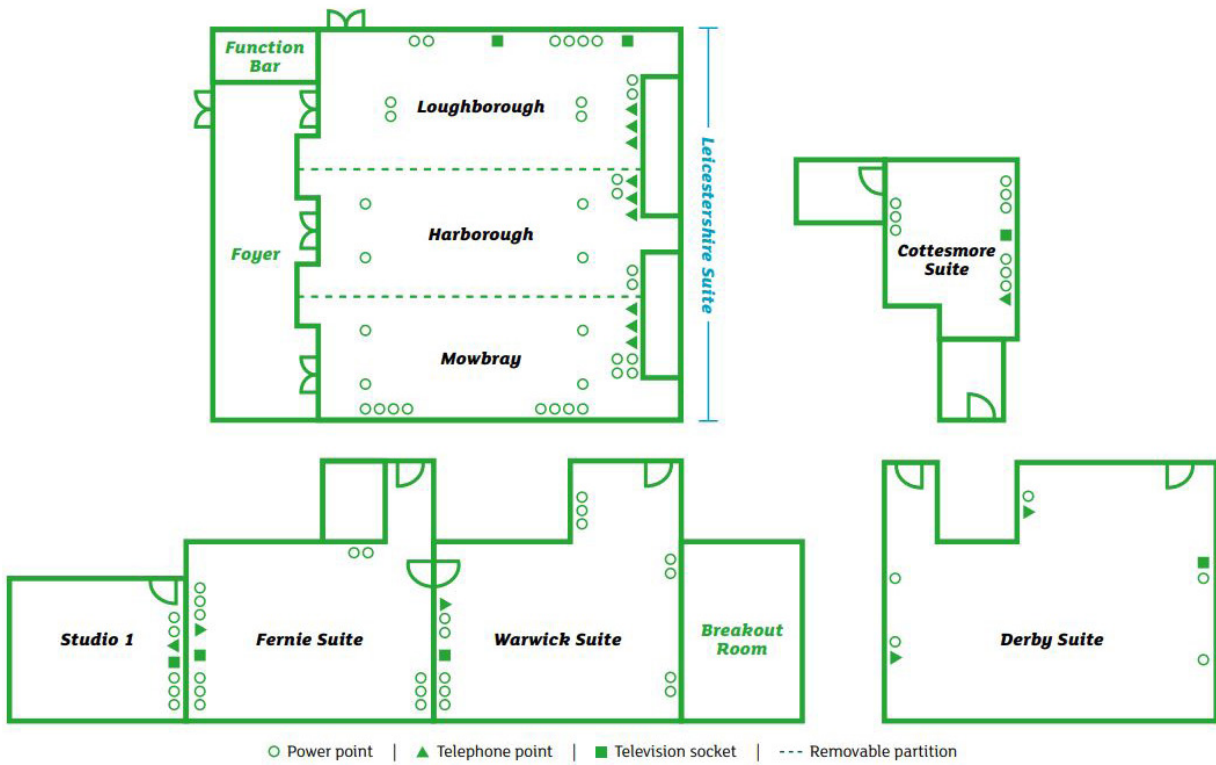 Function
Bar
Loughborough
Leicestershire Suite
Harborough
Foyer
Mowbray
Cottesmore
Suite
Studio 1
Fernie Suite
Warwick Suite
Breakout
Room
Derby Suite
Power point | Telephone point | Television socket | Removable partition